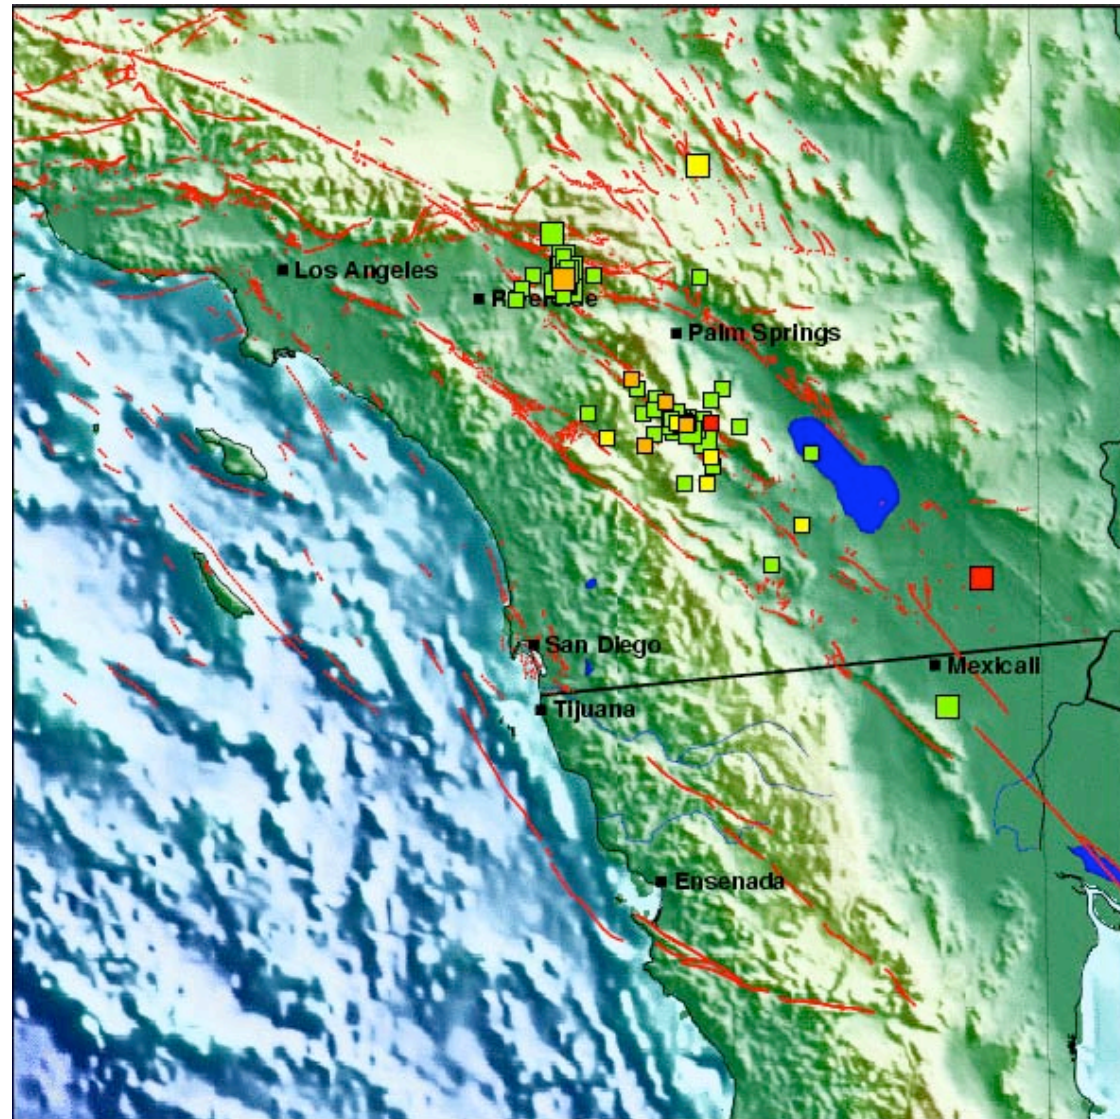 Los Angeles
Palm Springs
San Diego
Mexicali
Tijuana
Ensenada